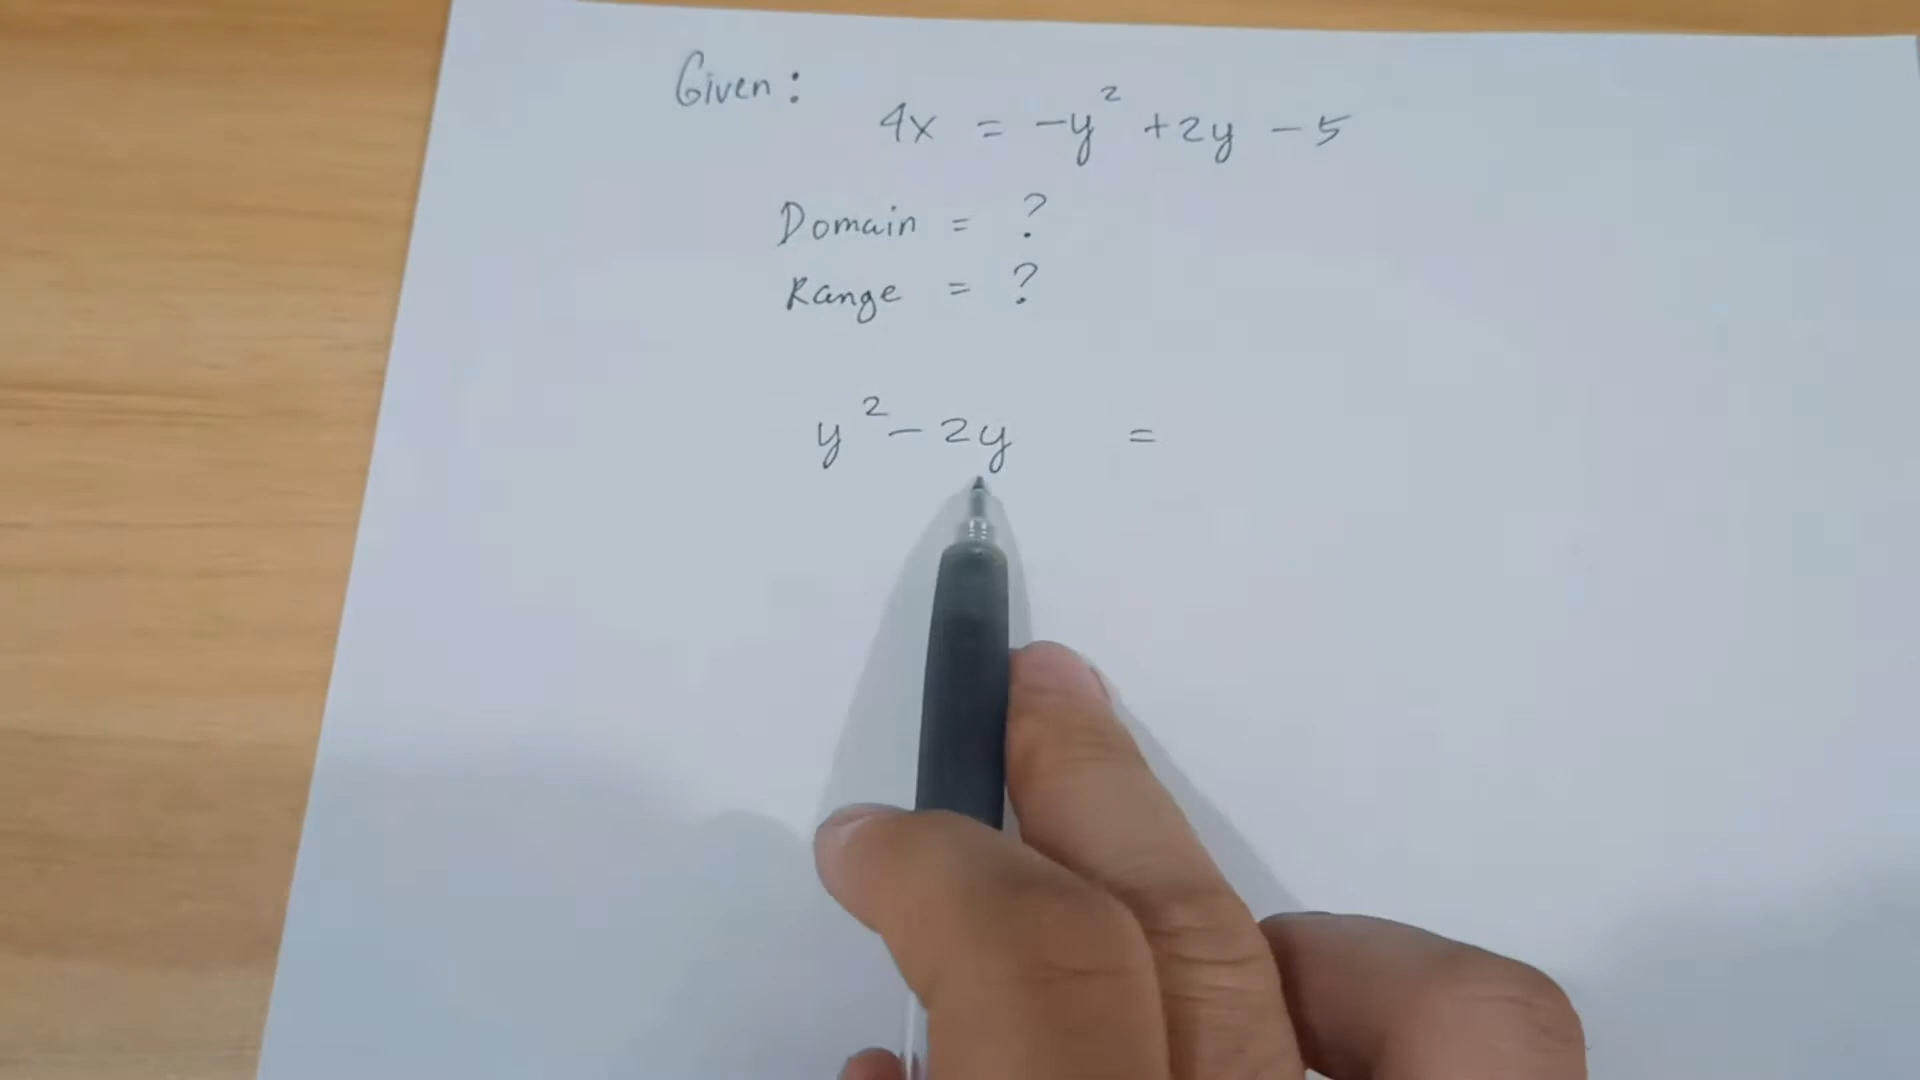 Given:
4x = -y² + 2y - 5
Domain = ?
Range = ?
y² - 2y =